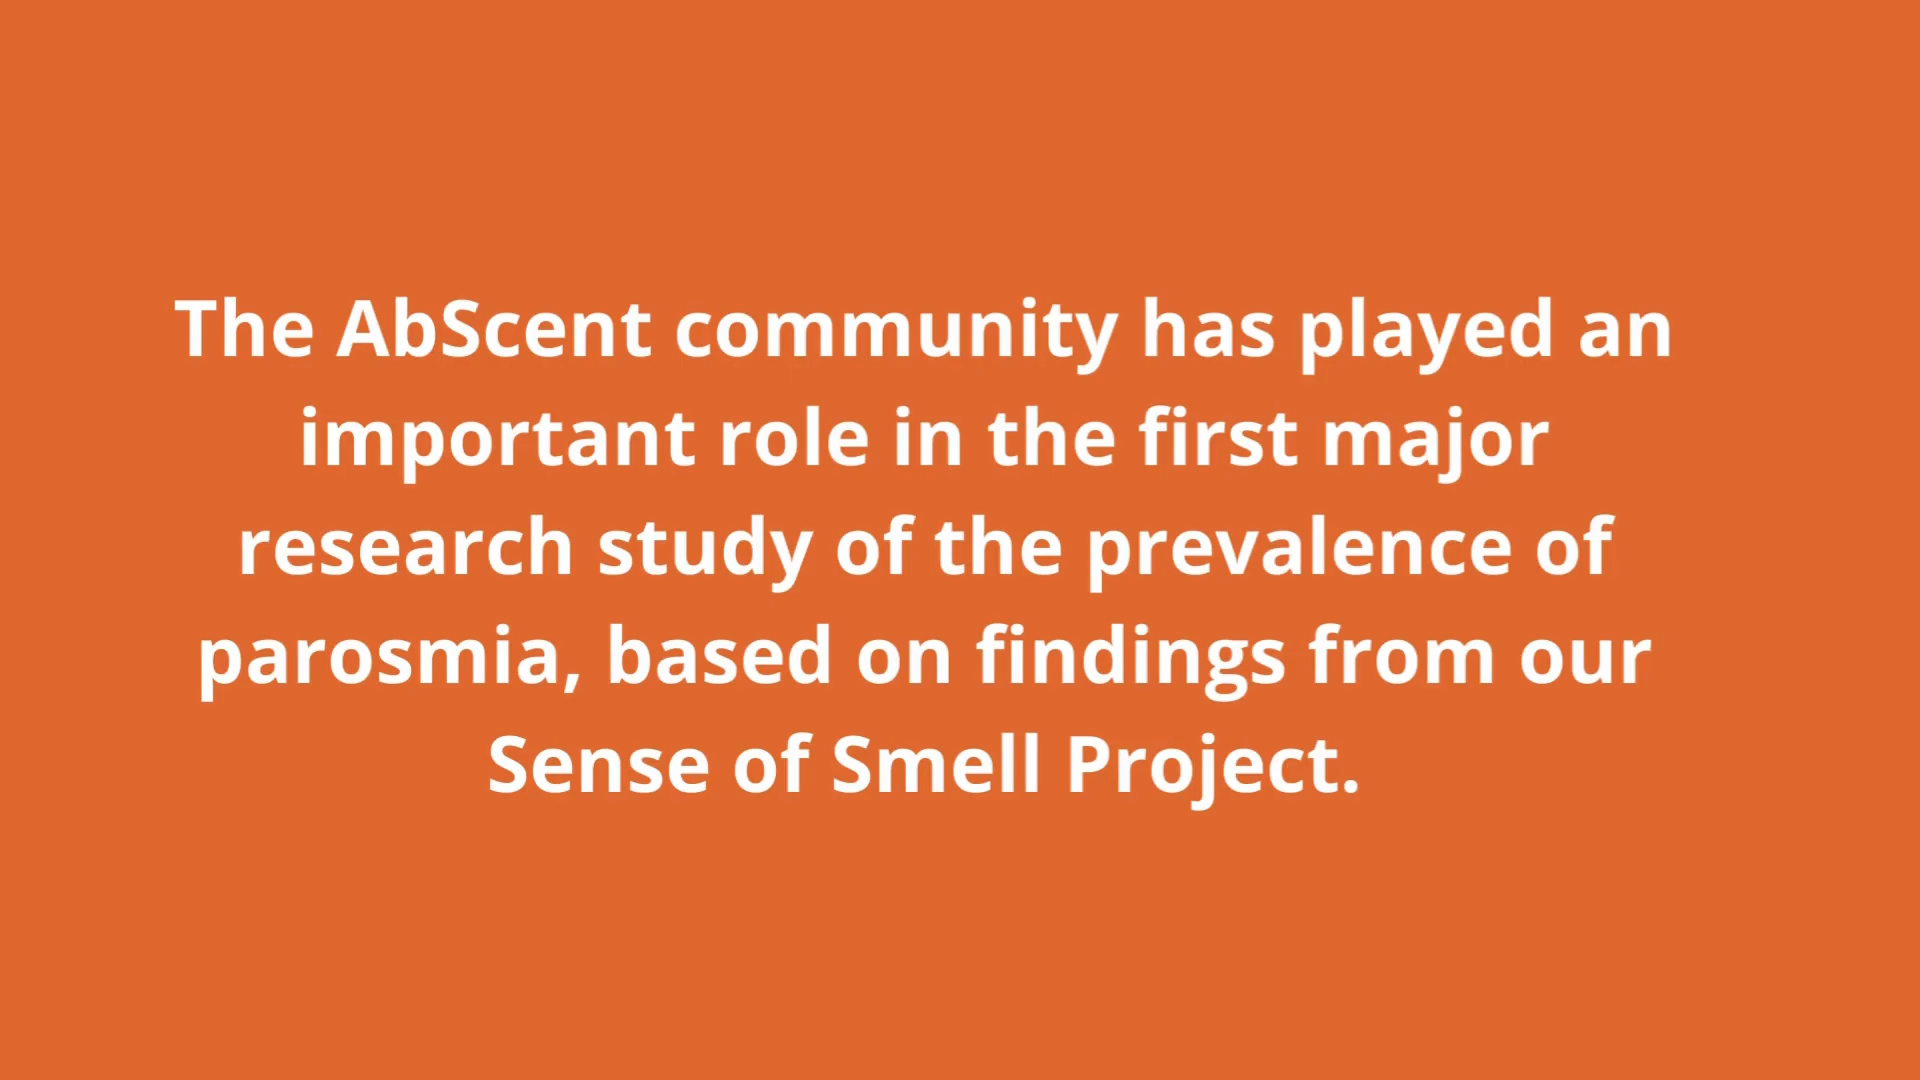 The AbScent community has played an
important role in the first major
research study of the prevalence of
parosmia, based on findings from our
Sense of Smell Project.